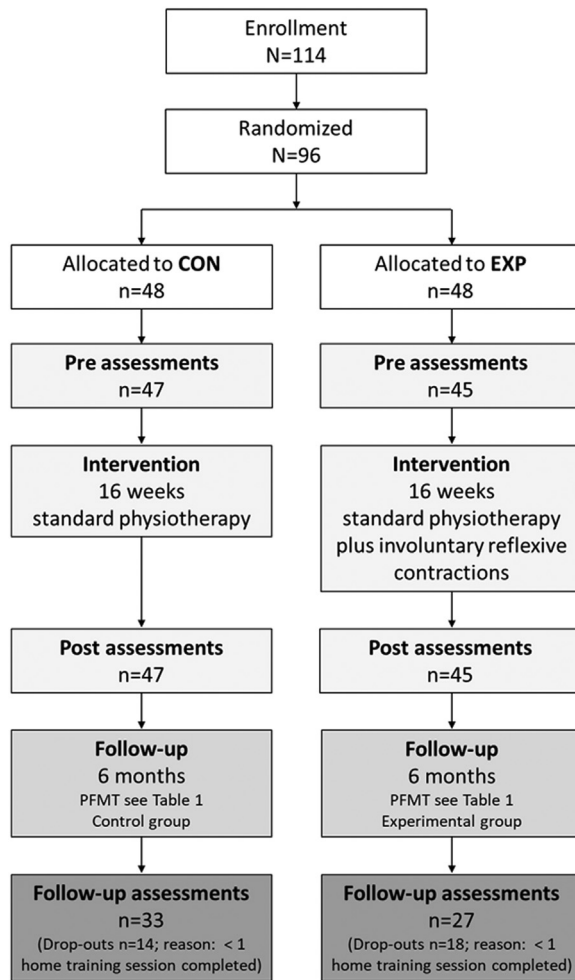 Enrollment
N=114
Randomized
N=96
Allocated to CON
n=48
Allocated to EXP
n=48
Pre assessments
n=47
Pre assessments
n=45
Intervention
16 weeks
standard physiotherapy
Intervention
16 weeks
standard physiotherapy
plus involuntary reflexive
contractions
Post assessments
n=47
Post assessments
n=45
Follow-up
6 months
PFMT see Table 1
Control group
Follow-up
6 months
PFMT see Table 1
Experimental group
Follow-up assessments
n=33
(Drop-outs n=14; reason: < 1
home training session completed)
Follow-up assessments
n=27
(Drop-outs n=18; reason: < 1
home training session completed)